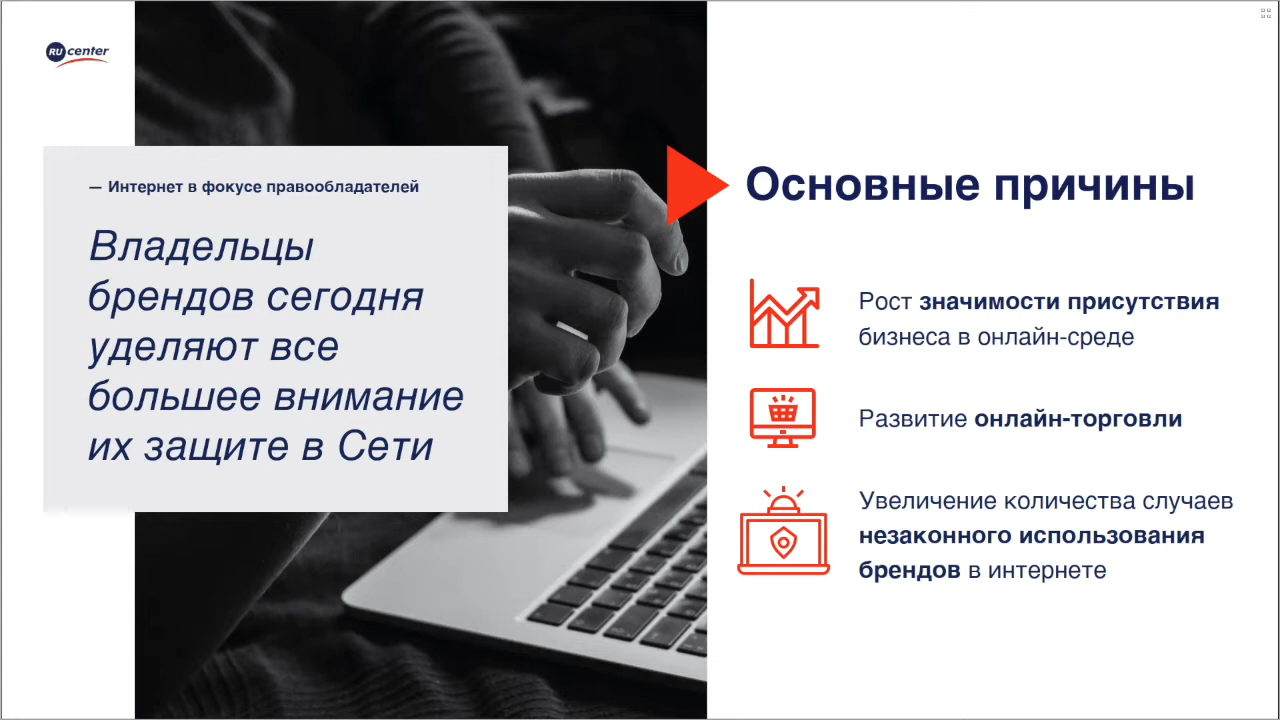 RU center
— Интернет в фокусе правообладателей
Владельцы
брендов сегодня
уделяют все
большее внимание
их защите в Сети
Основные причины
Рост значимости присутствия
бизнеса в онлайн-среде
Развитие онлайн-торговли
Увеличение количества случаев
незаконного использования
брендов в интернете